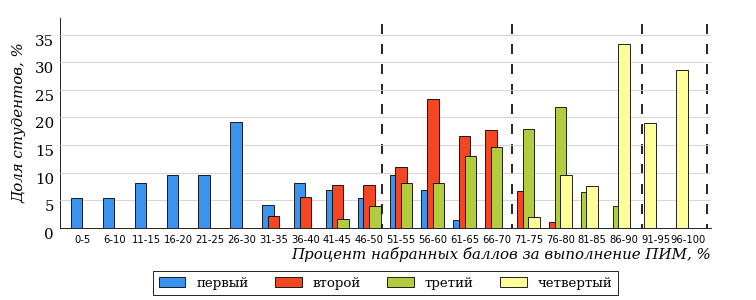 Доля студентов, %
35
30
25
20
15
10
5
0
0-5 6-10 11-15 16-20 21-25 26-30 31-35 36-40 41-45 46-50 51-55 56-60 61-65 66-70 71-75 76-80 81-85 86-90 91-95 96-100
Процент набранных баллов за выполнение ПИМ, %
первый второй третий четвертый